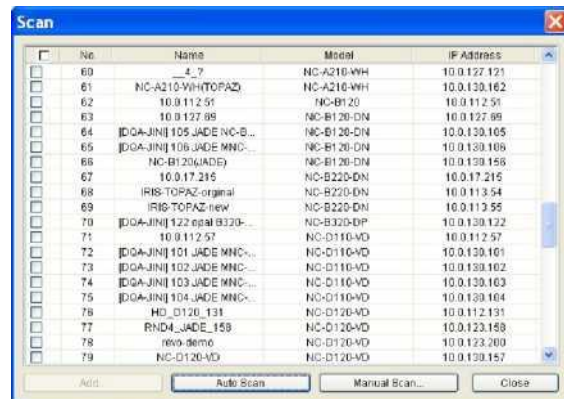 Scan
No. Name Model IP Address
60 __4_? NC-A210-WH 10.0.127.121
61 NC-A210-WH(TOPAZ) NC-A210-WH 10.0.130.162
62 10.0.112.51 NC-B120 10.0.112.51
63 10.0.127.69 NC-B120-DN 10.0.127.69
64 [DQA-JINI] 105 JADE NC-B... NC-B120-DN 10.0.130.105
65 [DQA-JINI] 106 JADE MNC-... NC-B120-DN 10.0.130.106
66 NC-B120(JADE) NC-B120-DN 10.0.130.156
67 10.0.17.215 NC-B220-DN 10.0.17.215
68 IRIS-TOPAZ-orginal NC-B220-DN 10.0.113.54
69 IRIS-TOPAZ-new NC-B220-DN 10.0.113.55
70 [DQA-JINI] 122 opal B320-... NC-B320-DP 10.0.130.122
71 10.0.112.57 NC-D110-VD 10.0.112.57
72 [DQA-JINI] 101 JADE MNC-... NC-D110-VD 10.0.130.101
73 [DQA-JINI] 102 JADE MNC-... NC-D110-VD 10.0.130.102
74 [DQA-JINI] 103 JADE MNC-... NC-D110-VD 10.0.130.103
75 [DQA-JINI] 104 JADE MNC-... NC-D110-VD 10.0.130.104
76 HD_D120_131 NC-D120-VD 10.0.112.131
77 RND4_JADE_158 NC-D120-VD 10.0.123.158
78 revo-demo NC-D120-VD 10.0.123.200
79 NC-D120-VD NC-D120-VD 10.0.130.157
Add... Auto Scan Manual Scan... Close